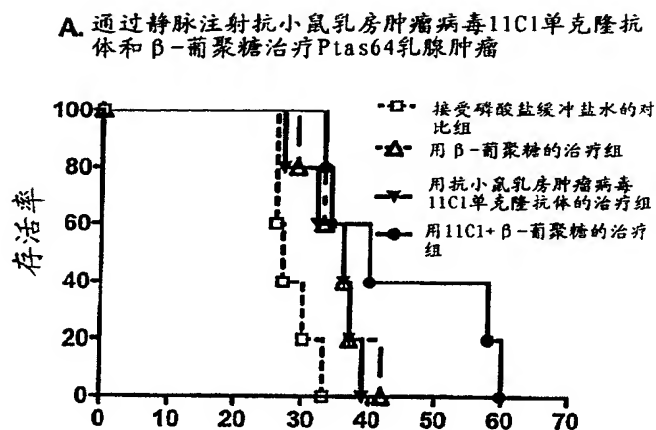 A. 通过静脉注射抗小鼠乳房肿瘤病毒11C1单克隆抗
体和β-葡聚糖治疗Ptas64乳腺肿瘤
接受磷酸盐缓冲盐水的对
比组
用β-葡聚糖的治疗组
用抗小鼠乳房肿瘤病毒
11C1单克隆抗体的治疗组
用11C1+β-葡聚糖的治疗
组
存活率
100
80
60
40
20
0
0 10 20 30 40 50 60 70